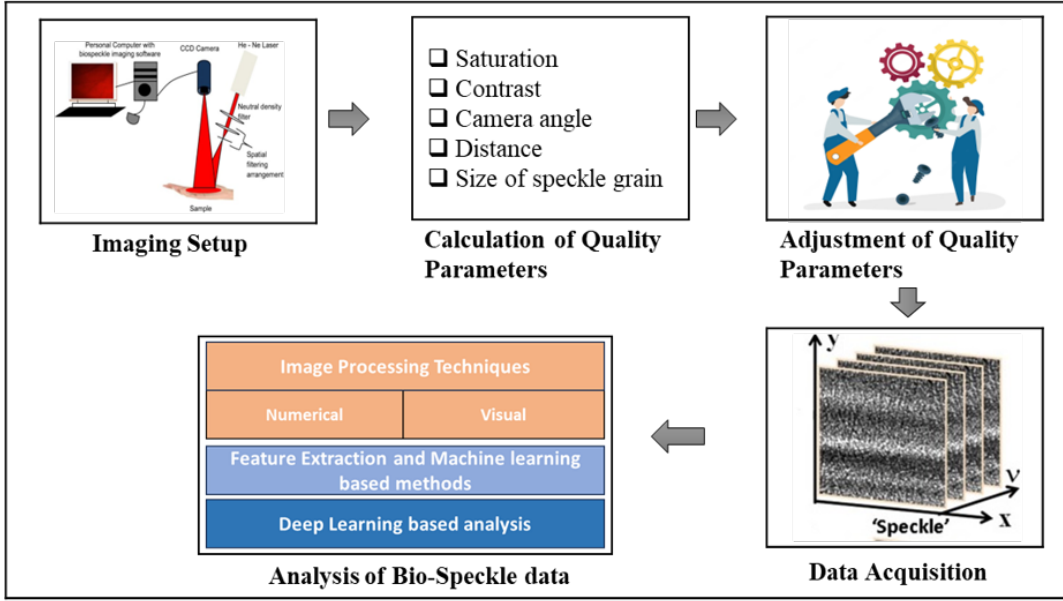 Personal Computer with
biospeckle imaging software
CCD Camera
He - Ne Laser
Neutral density
filter
Spatial
filtering
arrangement
Sample
Imaging Setup
❑ Saturation
❑ Contrast
❑ Camera angle
❑ Distance
❑ Size of speckle grain
Calculation of Quality
Parameters
Adjustment of Quality
Parameters
y
ν
x
'Speckle'
Data Acquisition
Image Processing Techniques
Numerical
Visual
Feature Extraction and Machine learning
based methods
Deep Learning based analysis
Analysis of Bio-Speckle data